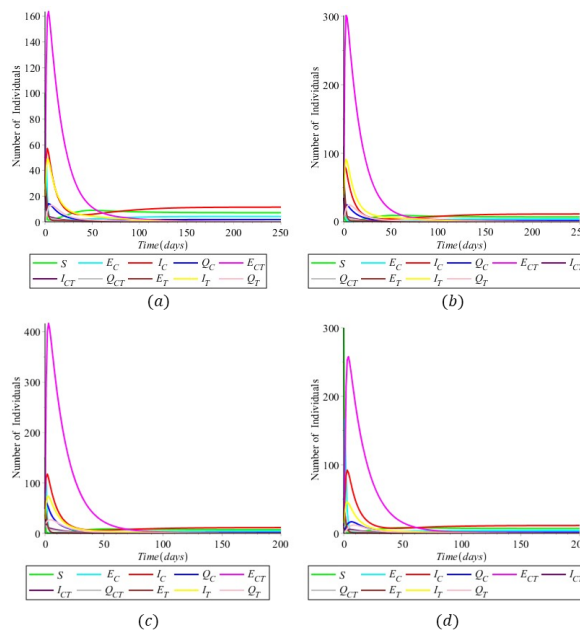 160
140
120
100
80
60
40
20
0
Number of Individuals
0 50 100 150 200 250
Time (days)
S E_C I_C Q_C E_CT
I_CT Q_CT E_T I_T Q_T
(a)
300
200
100
0
Number of Individuals
0 50 100 150 200 250
Time (days)
S E_C I_C Q_C E_CT
Q_CT E_T I_T Q_T
(b)
400
300
200
100
0
Number of Individuals
0 50 100 150 200
Time (days)
S E_C I_C Q_C E_CT
I_CT Q_CT E_T I_T Q_T
(c)
300
200
100
0
Number of Individuals
0 50 100 150 200
Time (days)
S E_C I_C Q_C E_CT
Q_CT E_T I_T Q_T
(d)